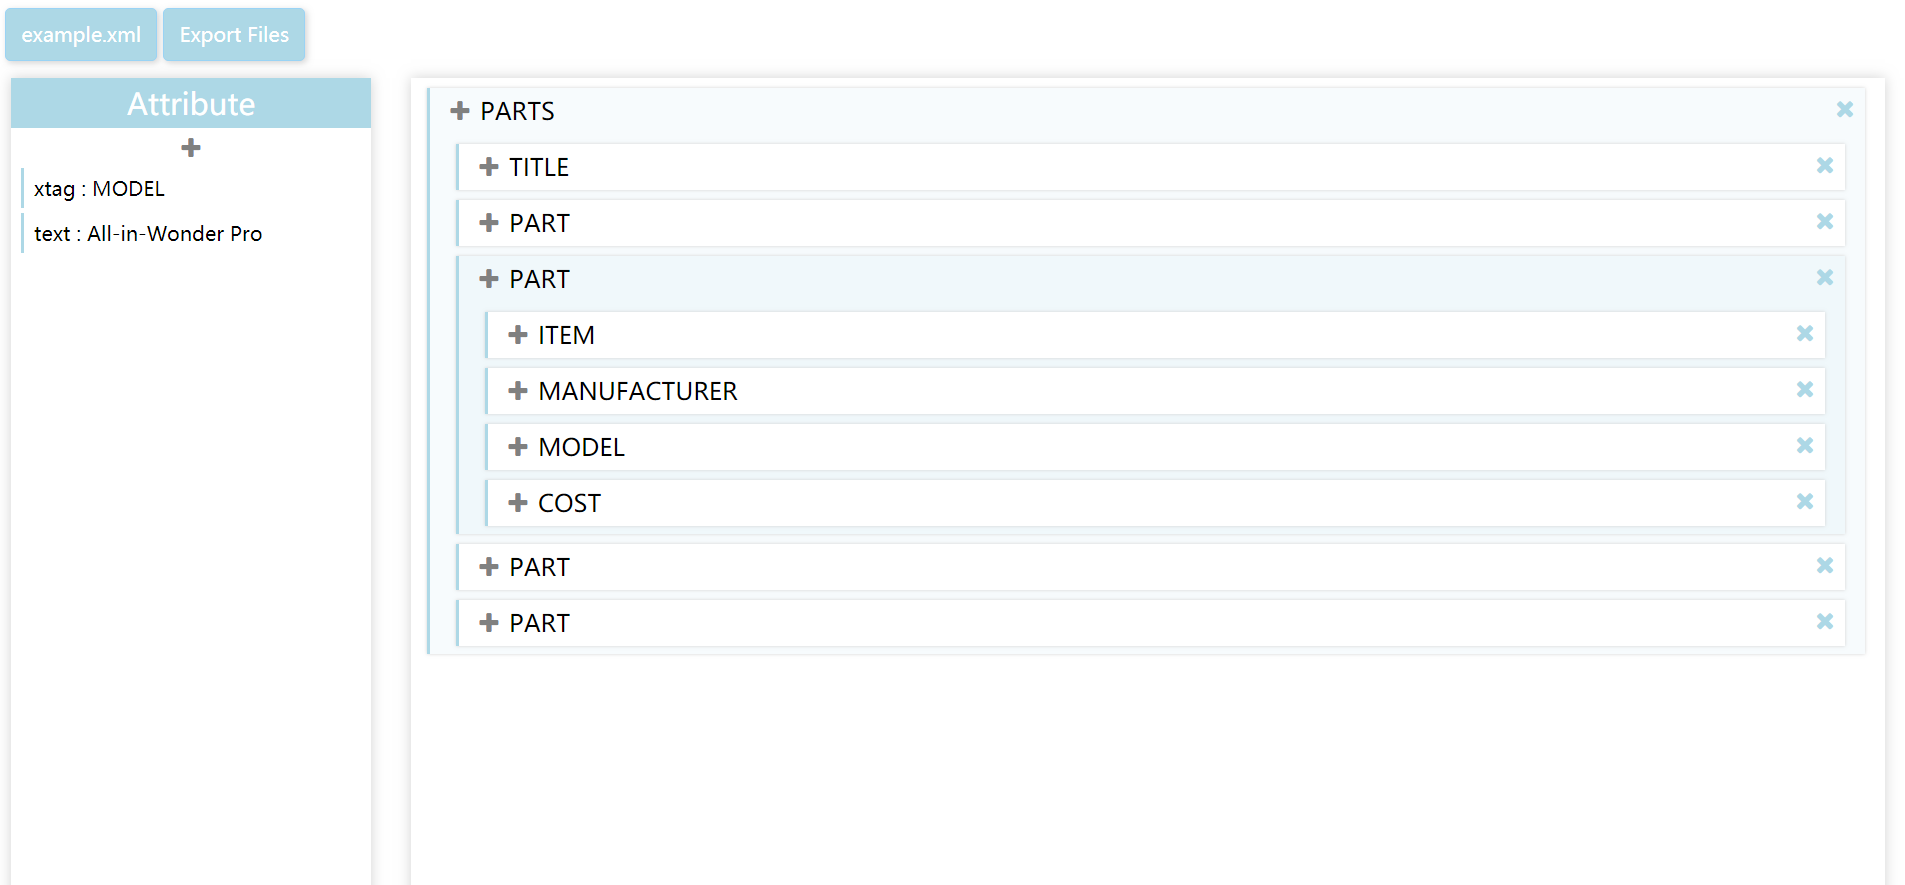 example.xml
Export Files
Attribute
xtag : MODEL
text : All-in-Wonder Pro
PARTS
TITLE
PART
PART
ITEM
MANUFACTURER
MODEL
COST
PART
PART